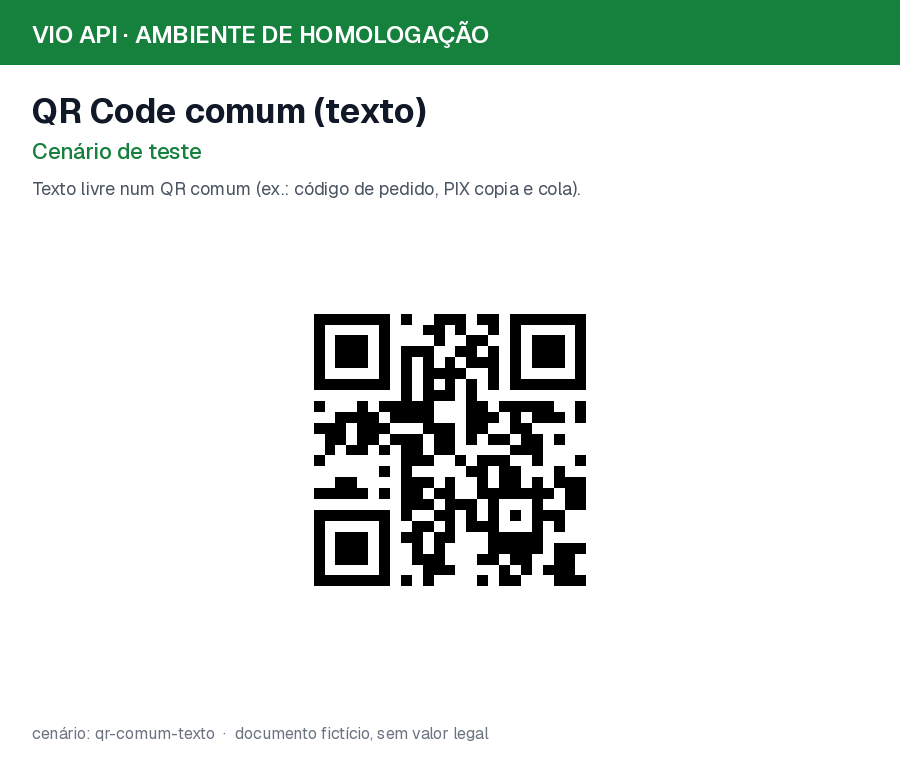 VIO API · AMBIENTE DE HOMOLOGAÇÃO
QR Code comum (texto)
Cenário de teste
Texto livre num QR comum (ex.: código de pedido, PIX copia e cola).
cenário: qr-comum-texto · documento fictício, sem valor legal